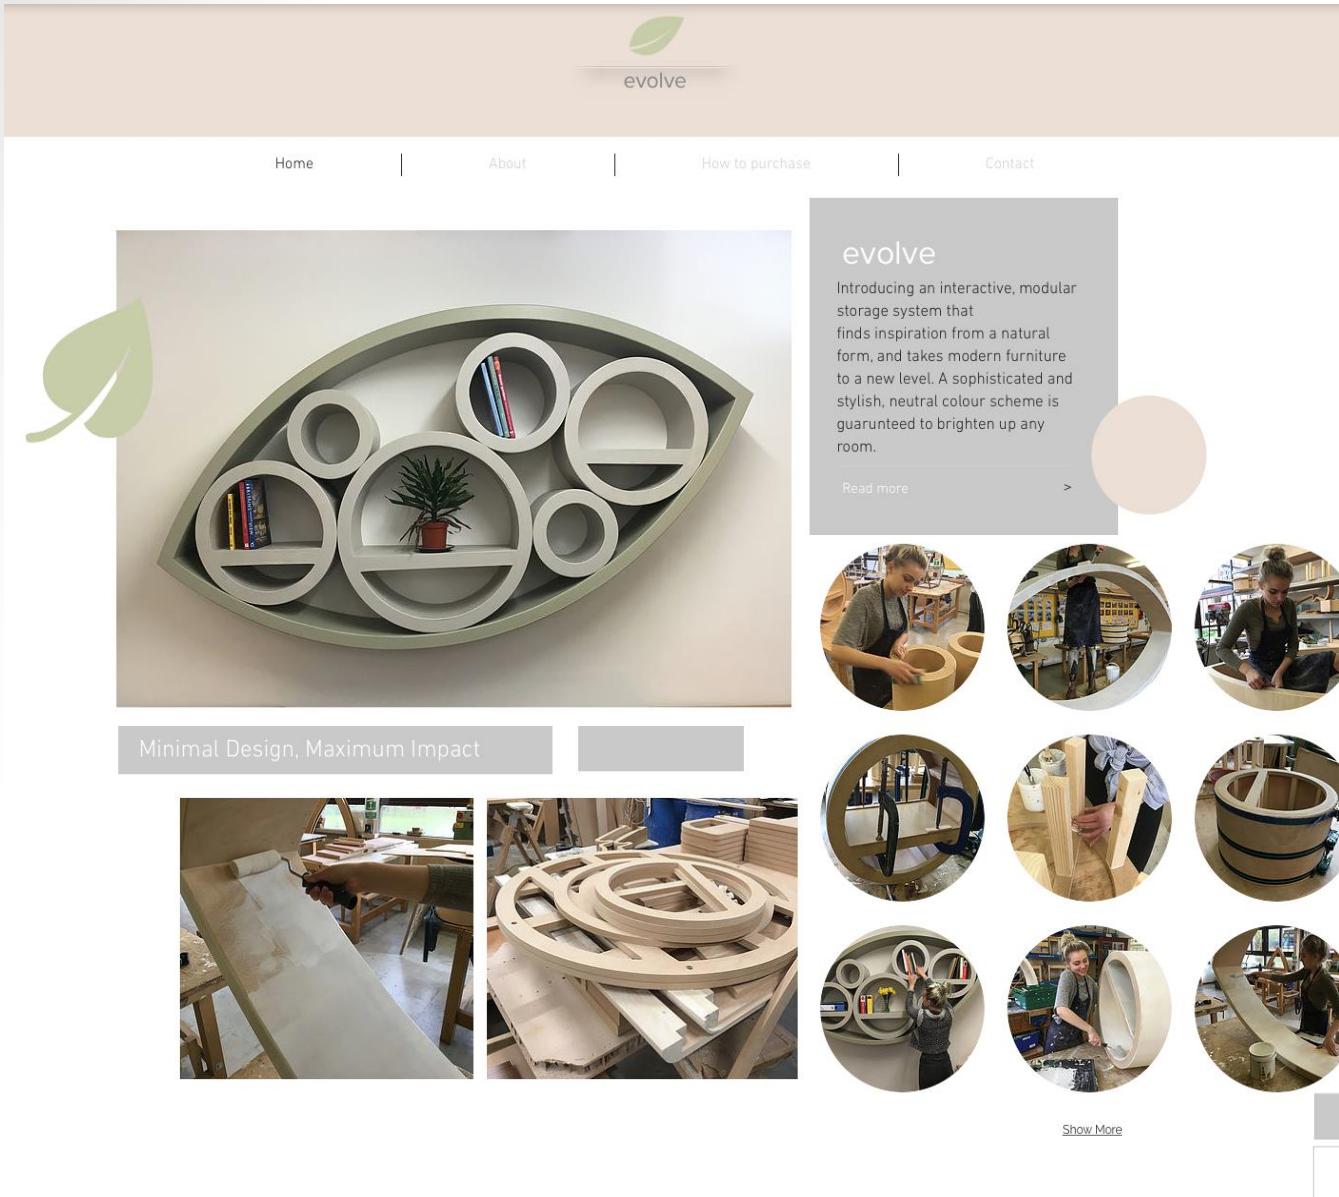 evolve
Home
About
How to purchase
Contact
evolve
Introducing an interactive, modular
storage system that
finds inspiration from a natural
form, and takes modern furniture
to a new level. A sophisticated and
stylish, neutral colour scheme is
guarunteed to brighten up any
room.
Read more >
Minimal Design, Maximum Impact
Show More